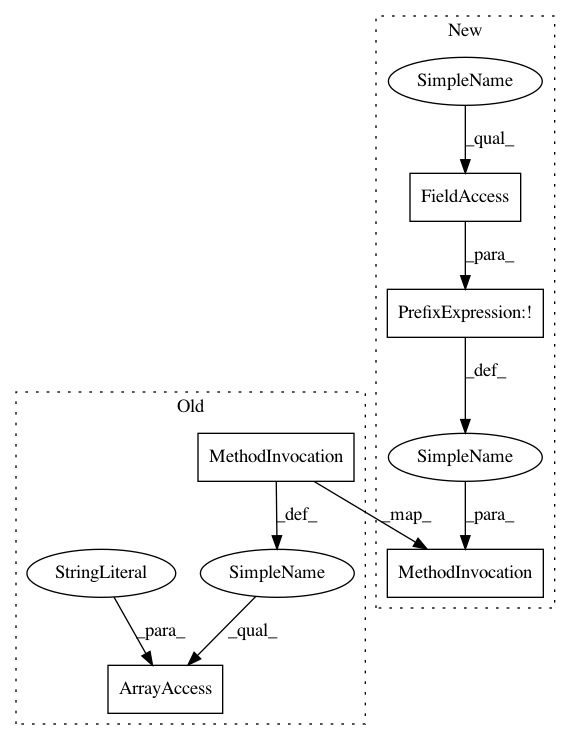 New
SimpleName
_qual_
FieldAccess
_para_
PrefixExpression:!
_def_
SimpleName
_para_
MethodInvocation
Old
MethodInvocation
_def_
_map_
StringLiteral
SimpleName
_para_
_qual_
ArrayAccess